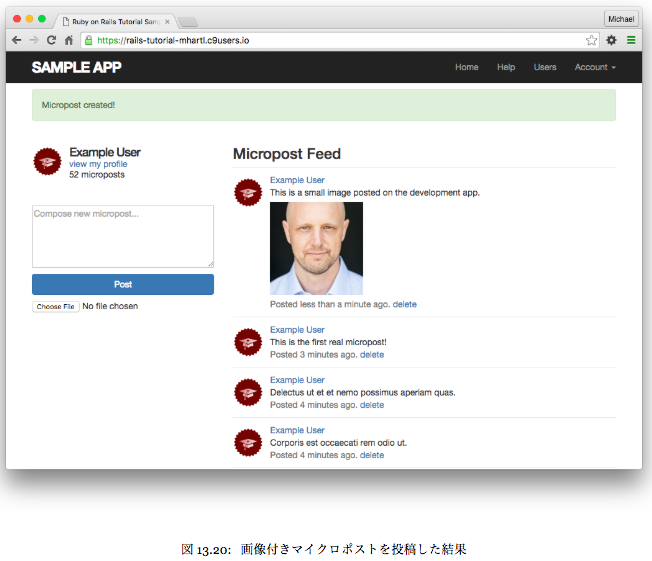 Ruby on Rails Tutorial Sam
Michael
https://rails-tutorial-mhartl.c9users.io
SAMPLE APP
Home Help Users Account
Micropost created!
Example User
view my profile
52 microposts
Compose new micropost...
Post
Choose File No file chosen
Micropost Feed
Example User
This is a small image posted on the development app.
Posted less than a minute ago. delete
Example User
This is the first real micropost!
Posted 3 minutes ago. delete
Example User
Delectus ut et et nemo possimus aperiam quas.
Posted 4 minutes ago. delete
Example User
Corporis est occaecati rem odio ut.
Posted 4 minutes ago. delete
図 13.20: 画像付きマイクロポストを投稿した結果